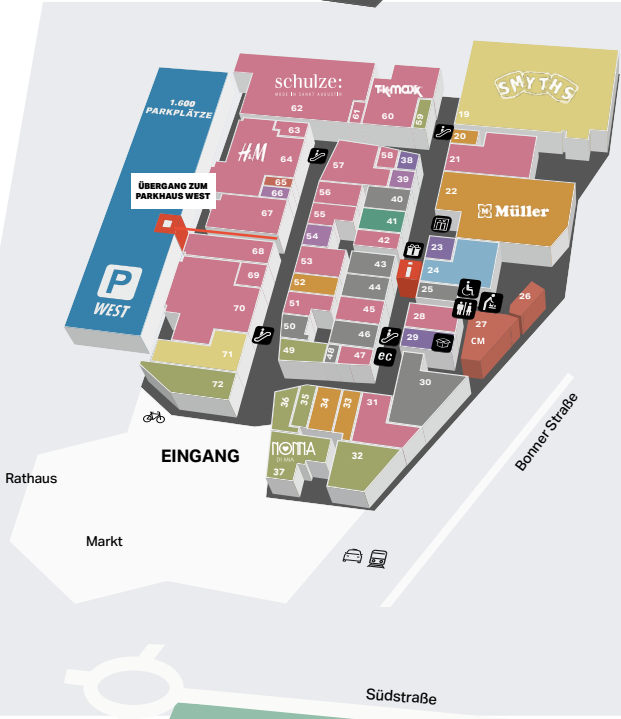 schulze:
MODE IN SANKT AUGUSTIN
62
61
TK-maxx
60
59
SMYTHS
19
1.600
PARKPLÄTZE
63
H&M
64
65
66
67
57
58
38
39
20
21
22
Müller
ÜBERGANG ZUM
PARKHAUS WEST
56
40
55
41
54
42
23
68
53
43
i
24
69
52
44
25
26
P
WEST
70
51
45
28
27
CM
50
46
29
71
49
48
47
ec
30
72
36
35
34
33
31
EINGANG
NONNA
DI MIA
37
32
Rathaus
Markt
Bonner Straße
Südstraße